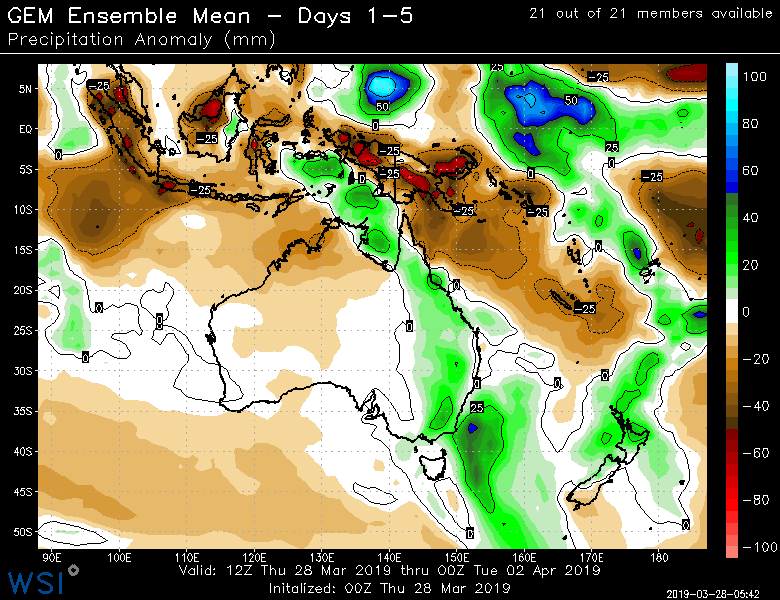 GEM Ensemble Mean - Days 1-5
21 out of 21 members available
Precipitation Anomaly (mm)
5N
EQ
5S
10S
15S
20S
25S
30S
35S
40S
45S
50S
-25
50
0
-25
25
50
-25
25
0
-25
0
-25
-25
0
0
-25
-25
-25
-25
-25
0
0
0
0
0
0
0
-25
0
0
0
0
25
0
0
100
80
60
40
20
0
-20
-40
-60
-80
-100
90E
100E
110E
120E
130E
140E
150E
160E
170E
180
Valid: 12Z Thu 28 Mar 2019 thru 00Z Tue 02 Apr 2019
Initalized: 00Z Thu 28 Mar 2019
WSI
2019-03-28-05:42